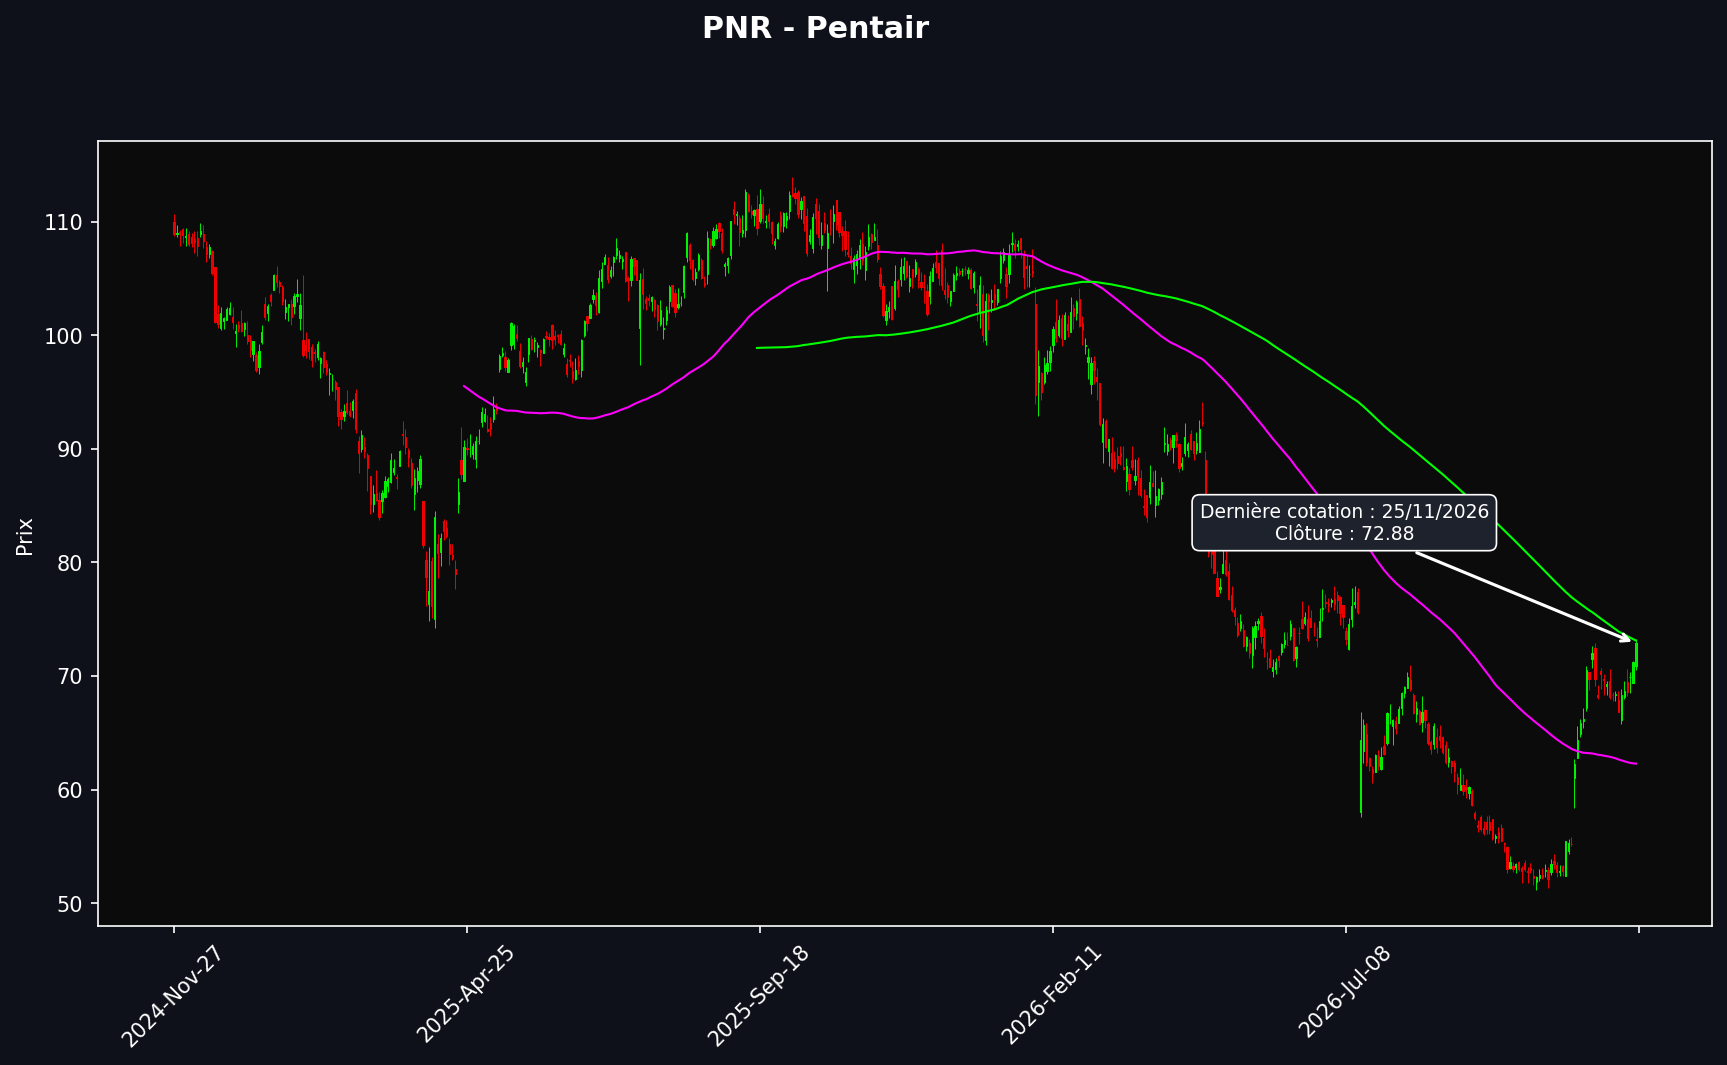 PNR - Pentair
Prix
110
100
90
80
70
60
50
Dernière cotation : 25/11/2026
Clôture : 72.88
2024-Nov-27
2025-Apr-25
2025-Sep-18
2026-Feb-11
2026-Jul-08